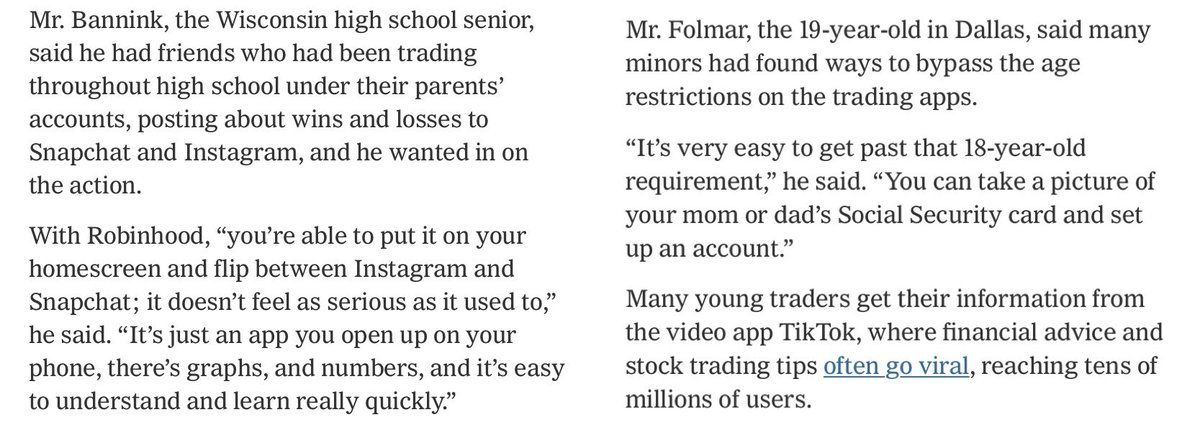 Mr. Bannink, the Wisconsin high school senior,
said he had friends who had been trading
throughout high school under their parents’
accounts, posting about wins and losses to
Snapchat and Instagram, and he wanted in on
the action.
With Robinhood, “you’re able to put it on your
homescreen and flip between Instagram and
Snapchat; it doesn’t feel as serious as it used to,”
he said. “It’s just an app you open up on your
phone, there’s graphs, and numbers, and it’s easy
to understand and learn really quickly.”
Mr. Folmar, the 19-year-old in Dallas, said many
minors had found ways to bypass the age
restrictions on the trading apps.
“It’s very easy to get past that 18-year-old
requirement,” he said. “You can take a picture of
your mom or dad’s Social Security card and set
up an account.”
Many young traders get their information from
the video app TikTok, where financial advice and
stock trading tips often go viral, reaching tens of
millions of users.